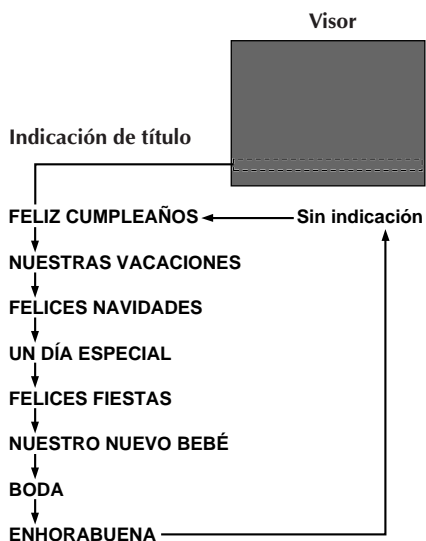 Visor
Indicación de título
FELIZ CUMPLEAÑOS
Sin indicación
NUESTRAS VACACIONES
FELICES NAVIDADES
UN DÍA ESPECIAL
FELICES FIESTAS
NUESTRO NUEVO BEBÉ
BODA
ENHORABUENA